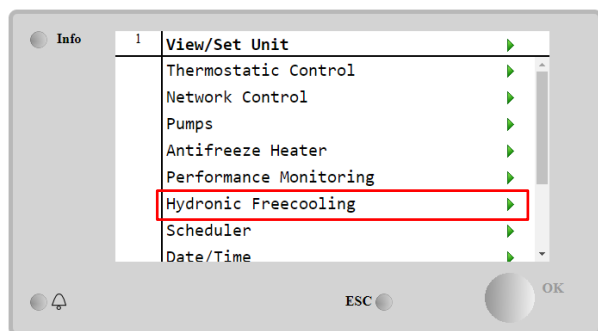 Info
1 View/Set Unit
Thermostatic Control
Network Control
Pumps
Antifreeze Heater
Performance Monitoring
Hydronic Freecooling
Scheduler
Date/Time
ESC
OK